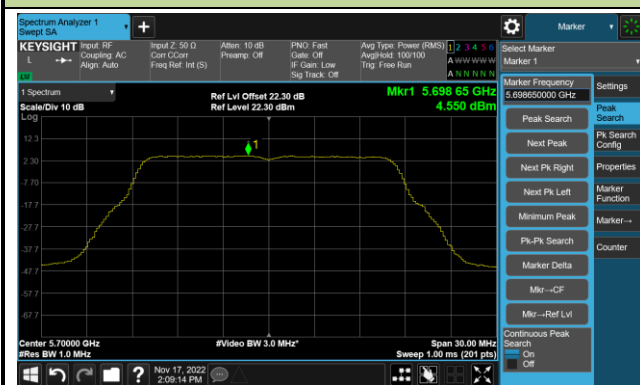 Spectrum Analyzer 1
Swept SA
+
Marker
KEYSIGHT
L
Input: RF
Coupling: AC
Align: Auto
Input Z: 50 Ω
Corr CCorr
Freq Ref: Int (S)
Atten: 10 dB
Preamp: Off
PNO: Fast
Gate: Off
IF Gain: Low
Sig Track: Off
Avg Type: Power (RMS)
Avg|Hold: 100/100
Trig: Free Run
1 2 3 4 5 6
A W W W W W
A N N N N N
Select Marker
Marker 1
1 Spectrum
Scale/Div 10 dB
Log
Ref Lvl Offset 22.30 dB
Ref Level 22.30 dBm
Mkr1 5.698 65 GHz
4.550 dBm
12.3
2.30
-7.70
-17.7
-27.7
-37.7
-47.7
-57.7
-67.7
1
Center 5.70000 GHz
#Res BW 1.0 MHz
#Video BW 3.0 MHz*
Span 30.00 MHz
Sweep 1.00 ms (201 pts)
Marker Frequency
5.698650000 GHz
Peak Search
Next Peak
Next Pk Right
Next Pk Left
Minimum Peak
Pk-Pk Search
Marker Delta
Mkr→CF
Mkr→Ref Lvl
Continuous Peak
Search
On
Off
Settings
Peak
Search
Pk Search
Config
Properties
Marker
Function
Marker→
Counter
?
Nov 17, 2022
2:09:14 PM